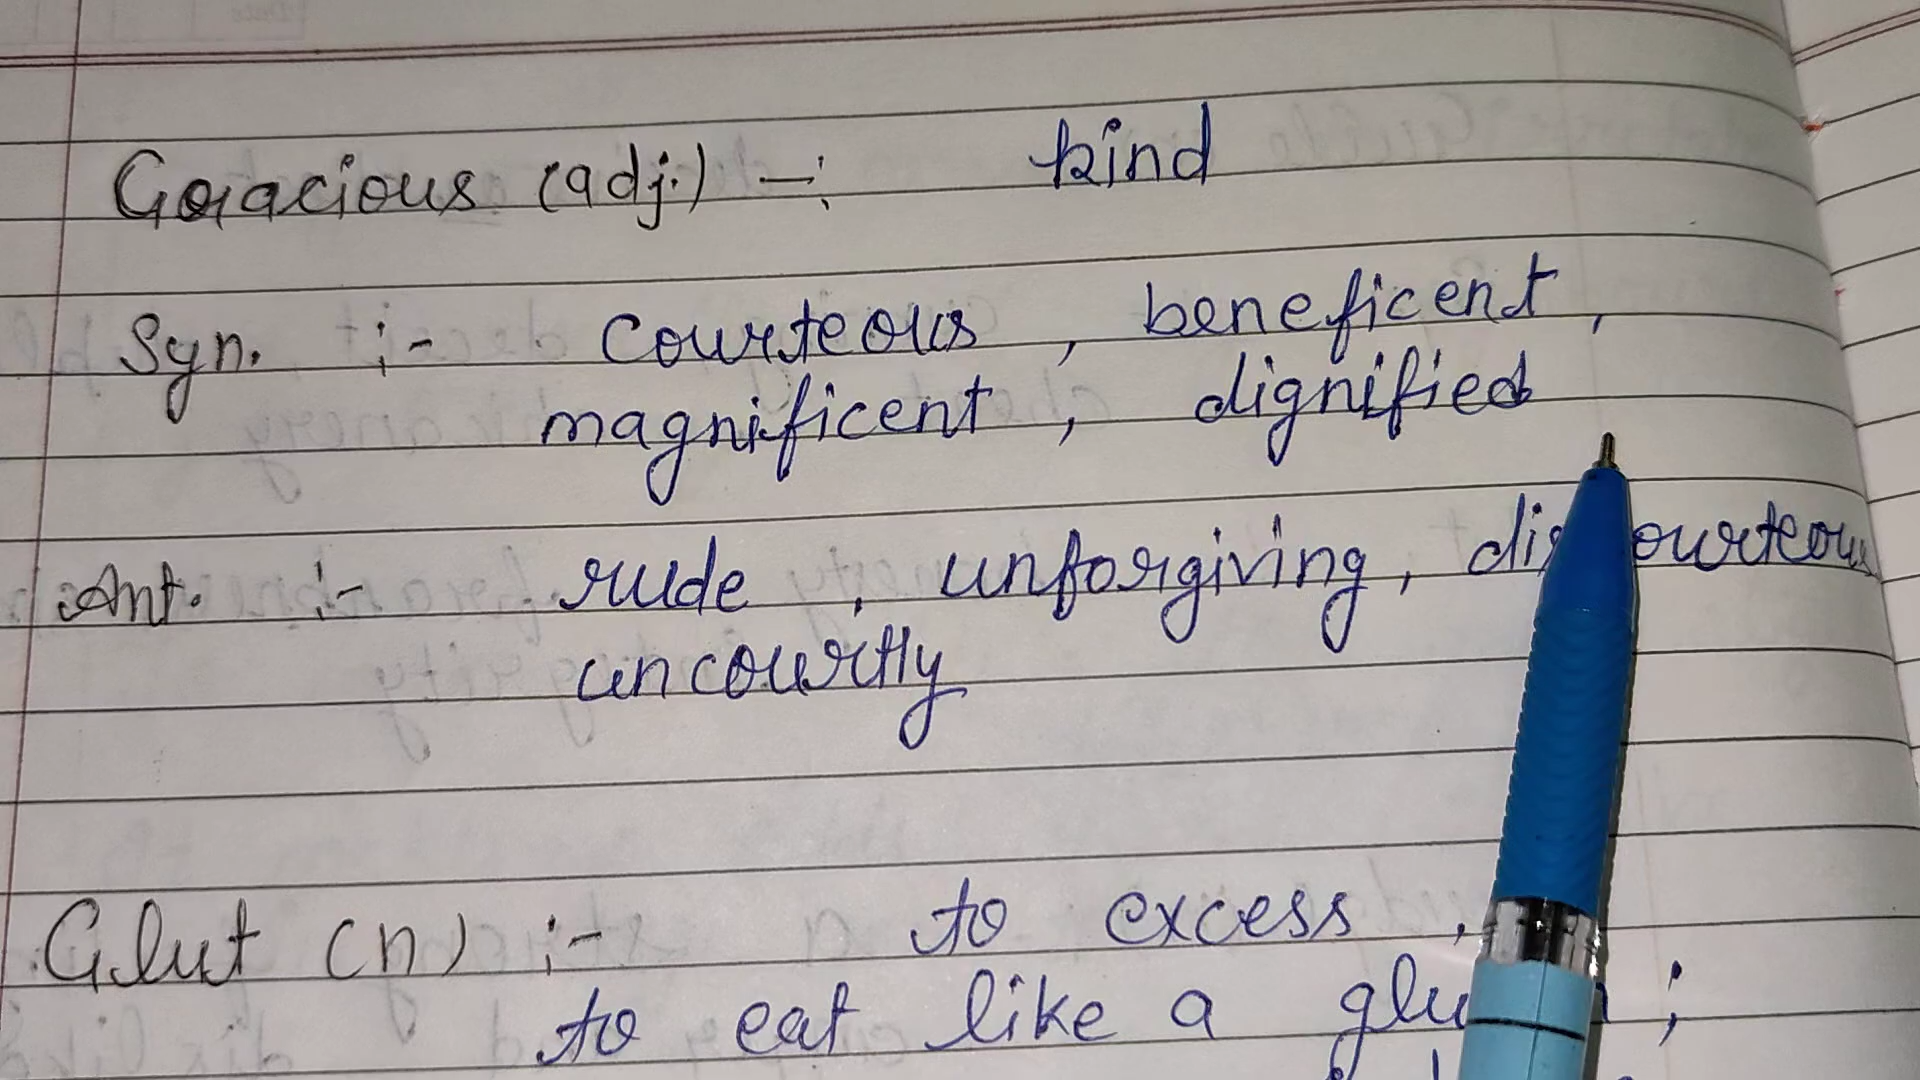 Gracious (adj.) -: kind
Syn. :- courteous, beneficent,
magnificent, dignified
Ant. :- rude, unforgiving,
uncourtly
Glut (n) :- to excess,
to eat like a ;